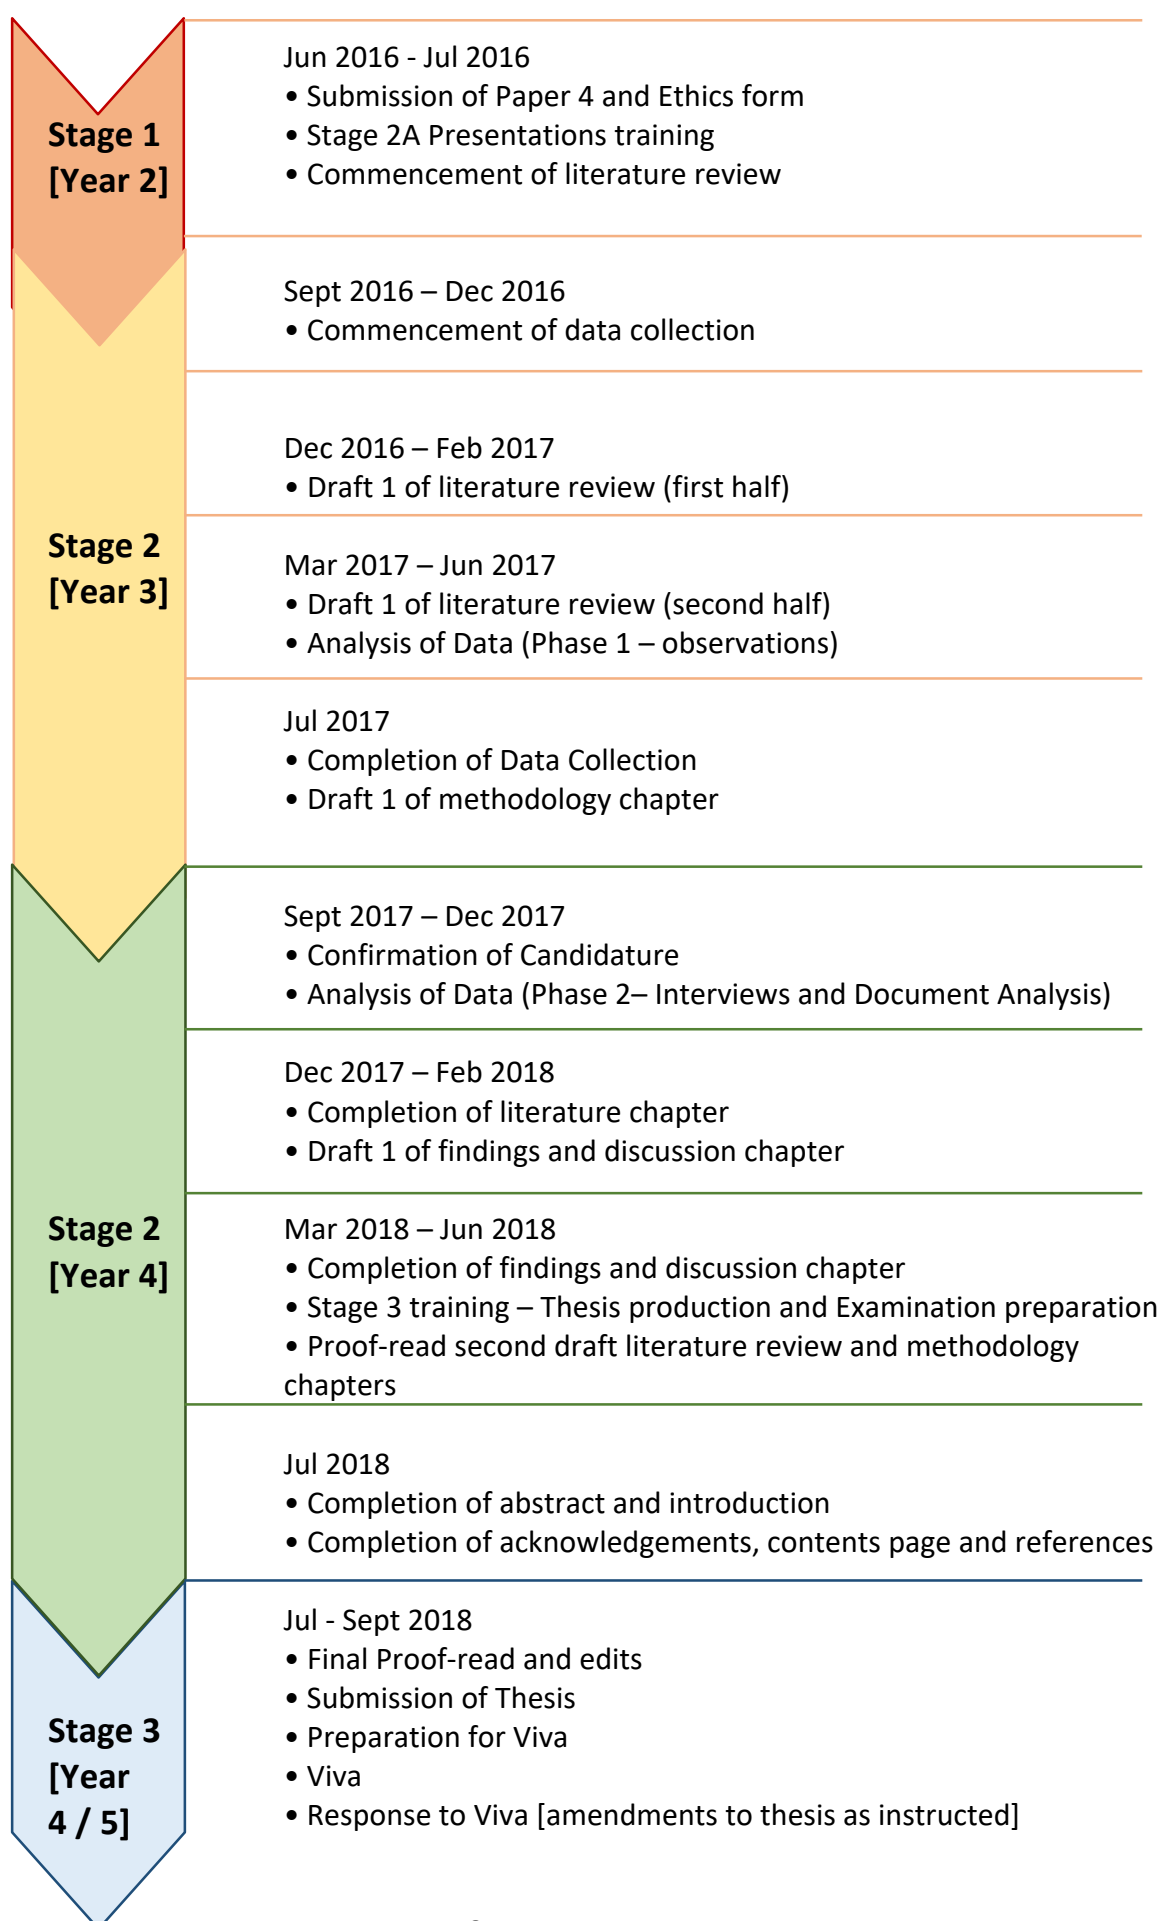 Stage 1
[Year 2]
Jun 2016 - Jul 2016
• Submission of Paper 4 and Ethics form
• Stage 2A Presentations training
• Commencement of literature review
Sept 2016 – Dec 2016
• Commencement of data collection
Stage 2
[Year 3]
Dec 2016 – Feb 2017
• Draft 1 of literature review (first half)
Mar 2017 – Jun 2017
• Draft 1 of literature review (second half)
• Analysis of Data (Phase 1 – observations)
Jul 2017
• Completion of Data Collection
• Draft 1 of methodology chapter
Stage 2
[Year 4]
Sept 2017 – Dec 2017
• Confirmation of Candidature
• Analysis of Data (Phase 2– Interviews and Document Analysis)
Dec 2017 – Feb 2018
• Completion of literature chapter
• Draft 1 of findings and discussion chapter
Mar 2018 – Jun 2018
• Completion of findings and discussion chapter
• Stage 3 training – Thesis production and Examination preparation
• Proof-read second draft literature review and methodology
chapters
Jul 2018
• Completion of abstract and introduction
• Completion of acknowledgements, contents page and references
Stage 3
[Year
4 / 5]
Jul - Sept 2018
• Final Proof-read and edits
• Submission of Thesis
• Preparation for Viva
• Viva
• Response to Viva [amendments to thesis as instructed]